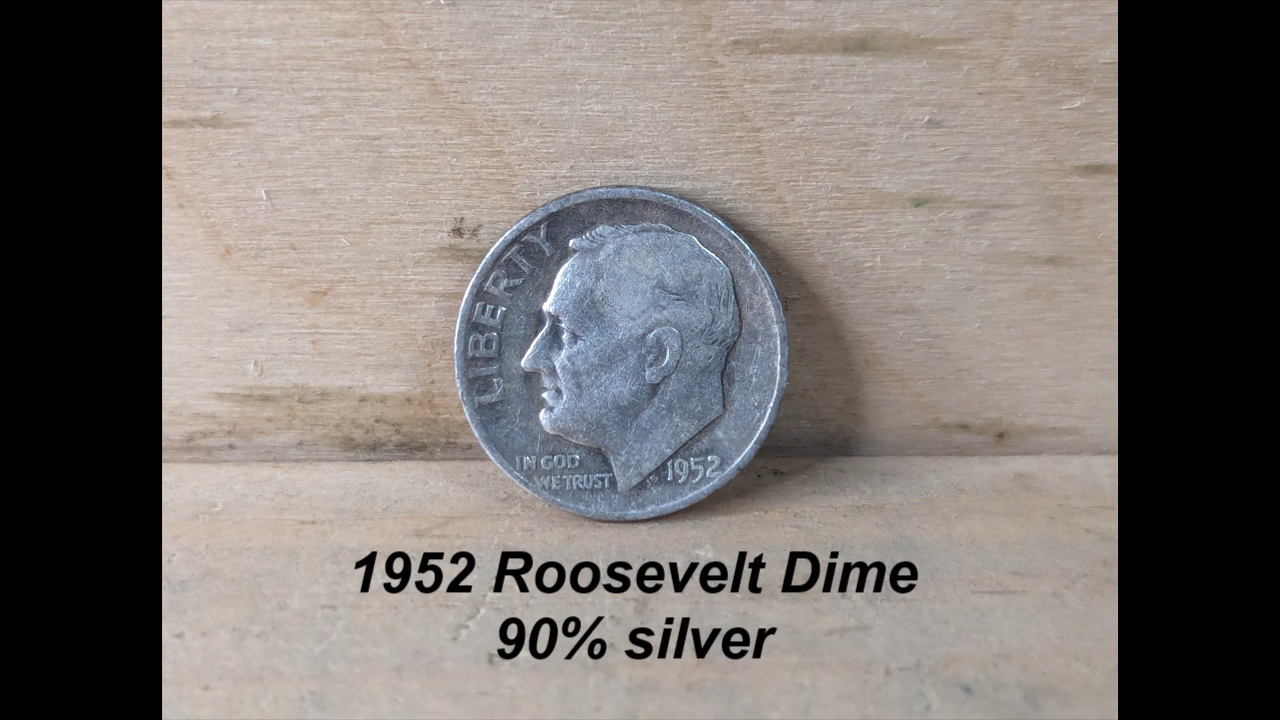 LIBERTY
IN GOD
WE TRUST
1952
1952 Roosevelt Dime
90% silver